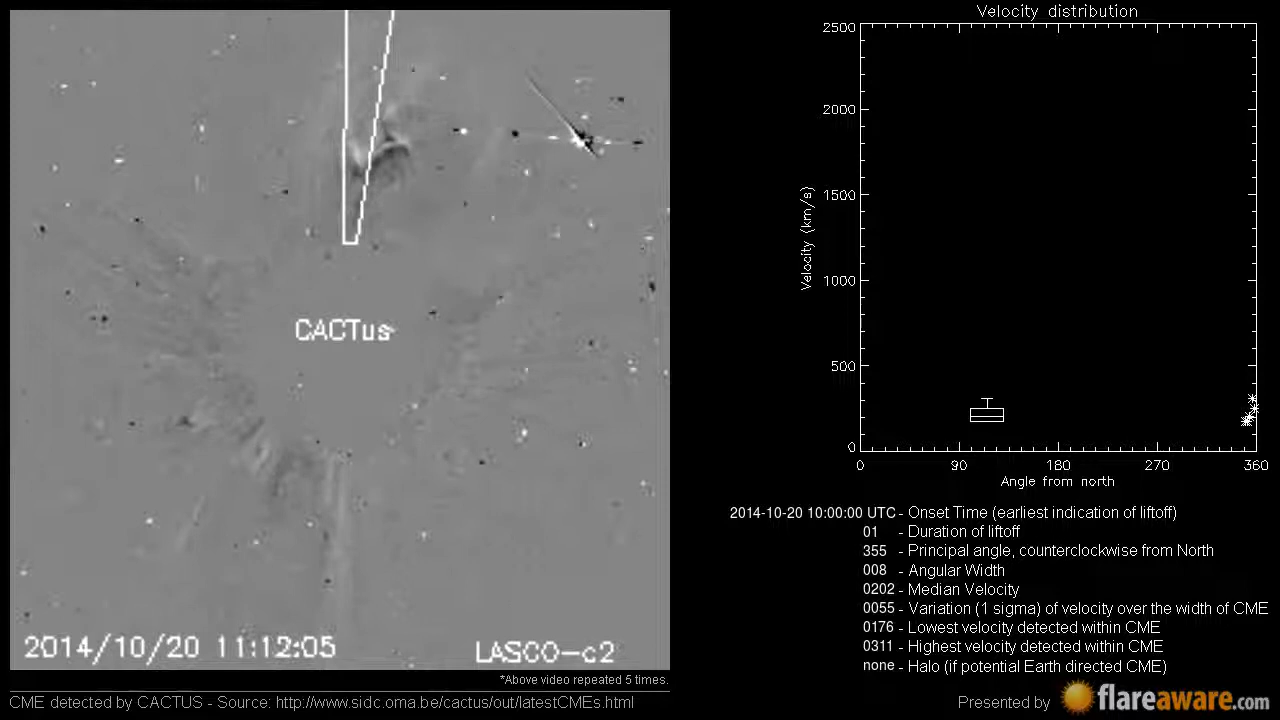 Velocity distribution
2500
2000
1500
1000
500
0
Velocity (km/s)
0 90 180 270 360
Angle from north
CACTus
2014/10/20 11:12:05
LASCO-c2
*Above video repeated 5 times.
CME detected by CACTUS - Source: http://www.sidc.oma.be/cactus/out/latestCMEs.html
2014-10-20 10:00:00 UTC - Onset Time (earliest indication of liftoff)
01 - Duration of liftoff
355 - Principal angle, counterclockwise from North
008 - Angular Width
0202 - Median Velocity
0055 - Variation (1 sigma) of velocity over the width of CME
0176 - Lowest velocity detected within CME
0311 - Highest velocity detected within CME
none - Halo (if potential Earth directed CME)
Presented by flareaware.com